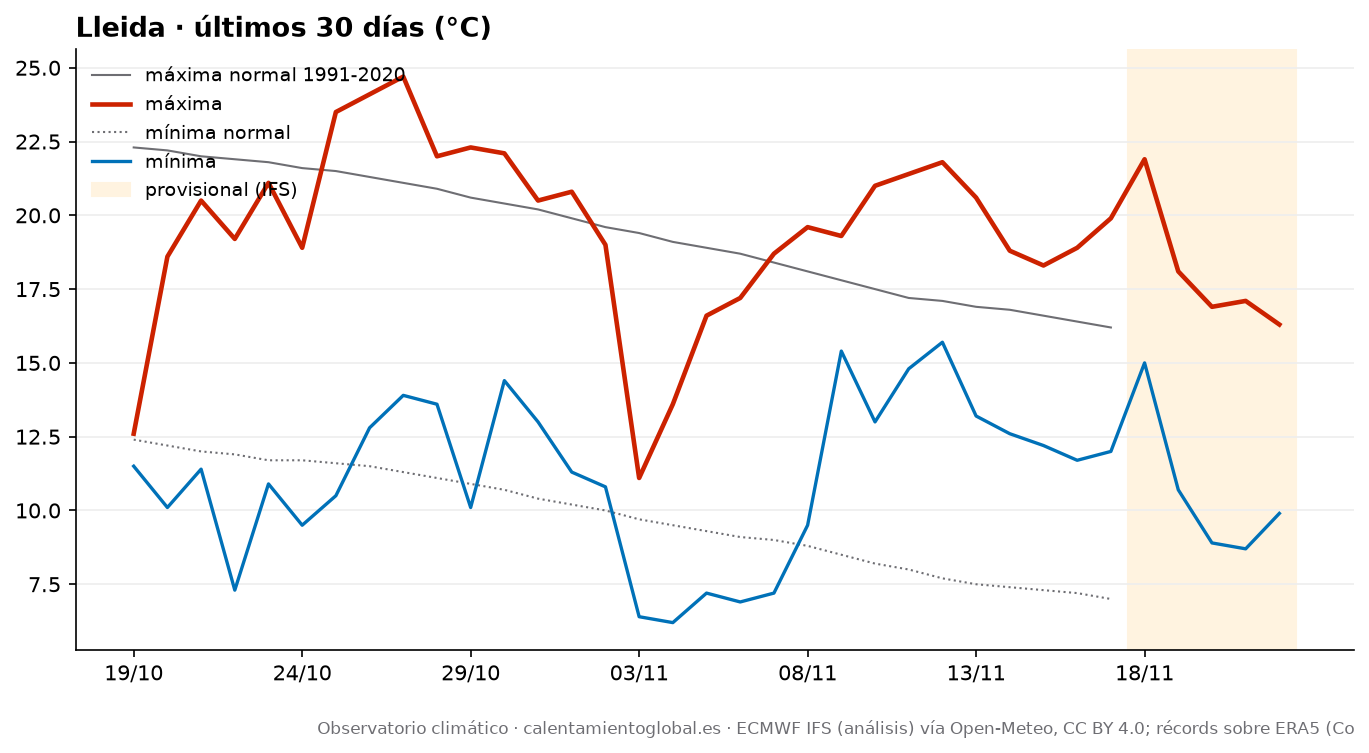 Lleida · últimos 30 días (°C)
25.0
22.5
20.0
17.5
15.0
12.5
10.0
7.5
máxima normal 1991-2020
máxima
mínima normal
mínima
provisional (IFS)
19/10 24/10 29/10 03/11 08/11 13/11 18/11
Observatorio climático · calentamientoglobal.es · ECMWF IFS (análisis) vía Open-Meteo, CC BY 4.0; récords sobre ERA5 (Co